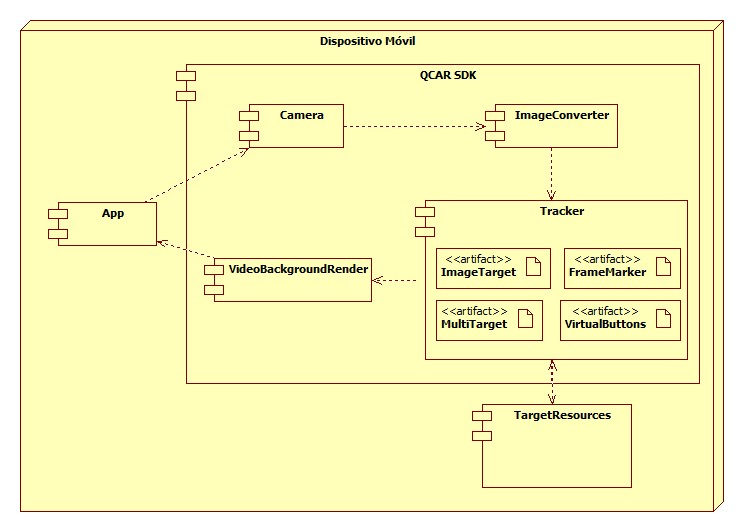 Dispositivo Móvil
QCAR SDK
Camera
ImageConverter
App
Tracker
<<artifact>>
ImageTarget
<<artifact>>
FrameMarker
VideoBackgroundRender
<<artifact>>
MultiTarget
<<artifact>>
VirtualButtons
TargetResources